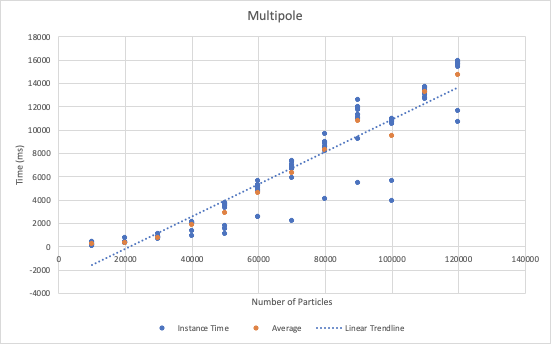 Multipole
18000
16000
14000
12000
10000
8000
6000
4000
2000
0
-2000
-4000
Time (ms)
0 20000 40000 60000 80000 100000 120000 140000
Number of Particles
Instance Time Average Linear Trendline